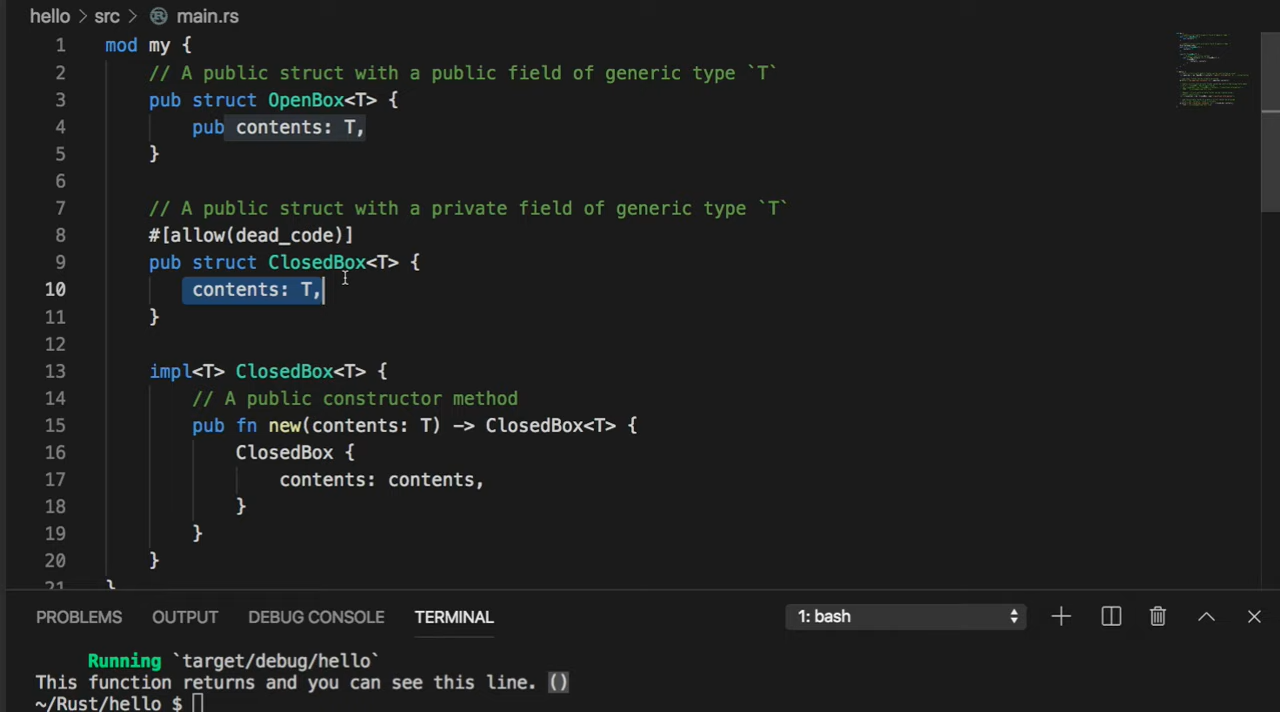 hello > src > main.rs
1 mod my {
2 // A public struct with a public field of generic type `T`
3 pub struct OpenBox<T> {
4 pub contents: T,
5 }
6
7 // A public struct with a private field of generic type `T`
8 #[allow(dead_code)]
9 pub struct ClosedBox<T> {
10 contents: T,
11 }
12
13 impl<T> ClosedBox<T> {
14 // A public constructor method
15 pub fn new(contents: T) -> ClosedBox<T> {
16 ClosedBox {
17 contents: contents,
18 }
19 }
20 }
21 }
PROBLEMS OUTPUT DEBUG CONSOLE TERMINAL 1: bash
Running `target/debug/hello`
This function returns and you can see this line. ()
~/Rust/hello $